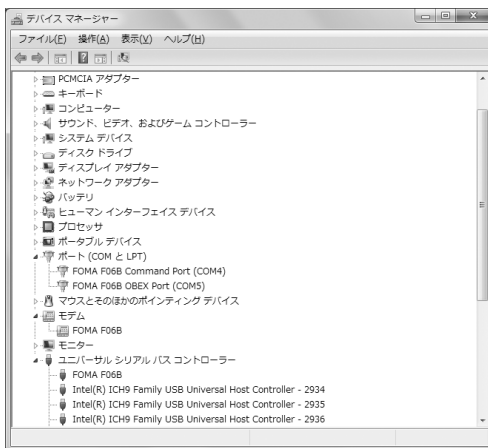 デバイス マネージャー
ファイル(F) 操作(A) 表示(V) ヘルプ(H)
PCMCIA アダプター
キーボード
コンピューター
サウンド、ビデオ、およびゲーム コントローラー
システム デバイス
ディスク ドライブ
ディスプレイ アダプター
ネットワーク アダプター
バッテリ
ヒューマン インターフェイス デバイス
プロセッサ
ポータブル デバイス
ポート (COM と LPT)
FOMA F06B Command Port (COM4)
FOMA F06B OBEX Port (COM5)
マウスとそのほかのポインティング デバイス
モデム
FOMA F06B
モニター
ユニバーサル シリアル バス コントローラー
FOMA F06B
Intel(R) ICH9 Family USB Universal Host Controller - 2934
Intel(R) ICH9 Family USB Universal Host Controller - 2935
Intel(R) ICH9 Family USB Universal Host Controller - 2936